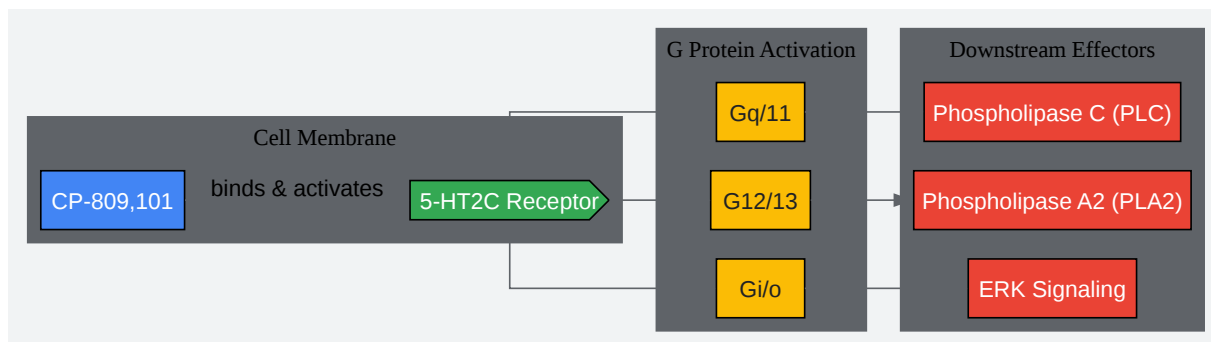 G Protein Activation
Downstream Effectors
Gq/11
Phospholipase C (PLC)
Cell Membrane
CP-809,101
binds & activates
5-HT2C Receptor
G12/13
Phospholipase A2 (PLA2)
Gi/o
ERK Signaling